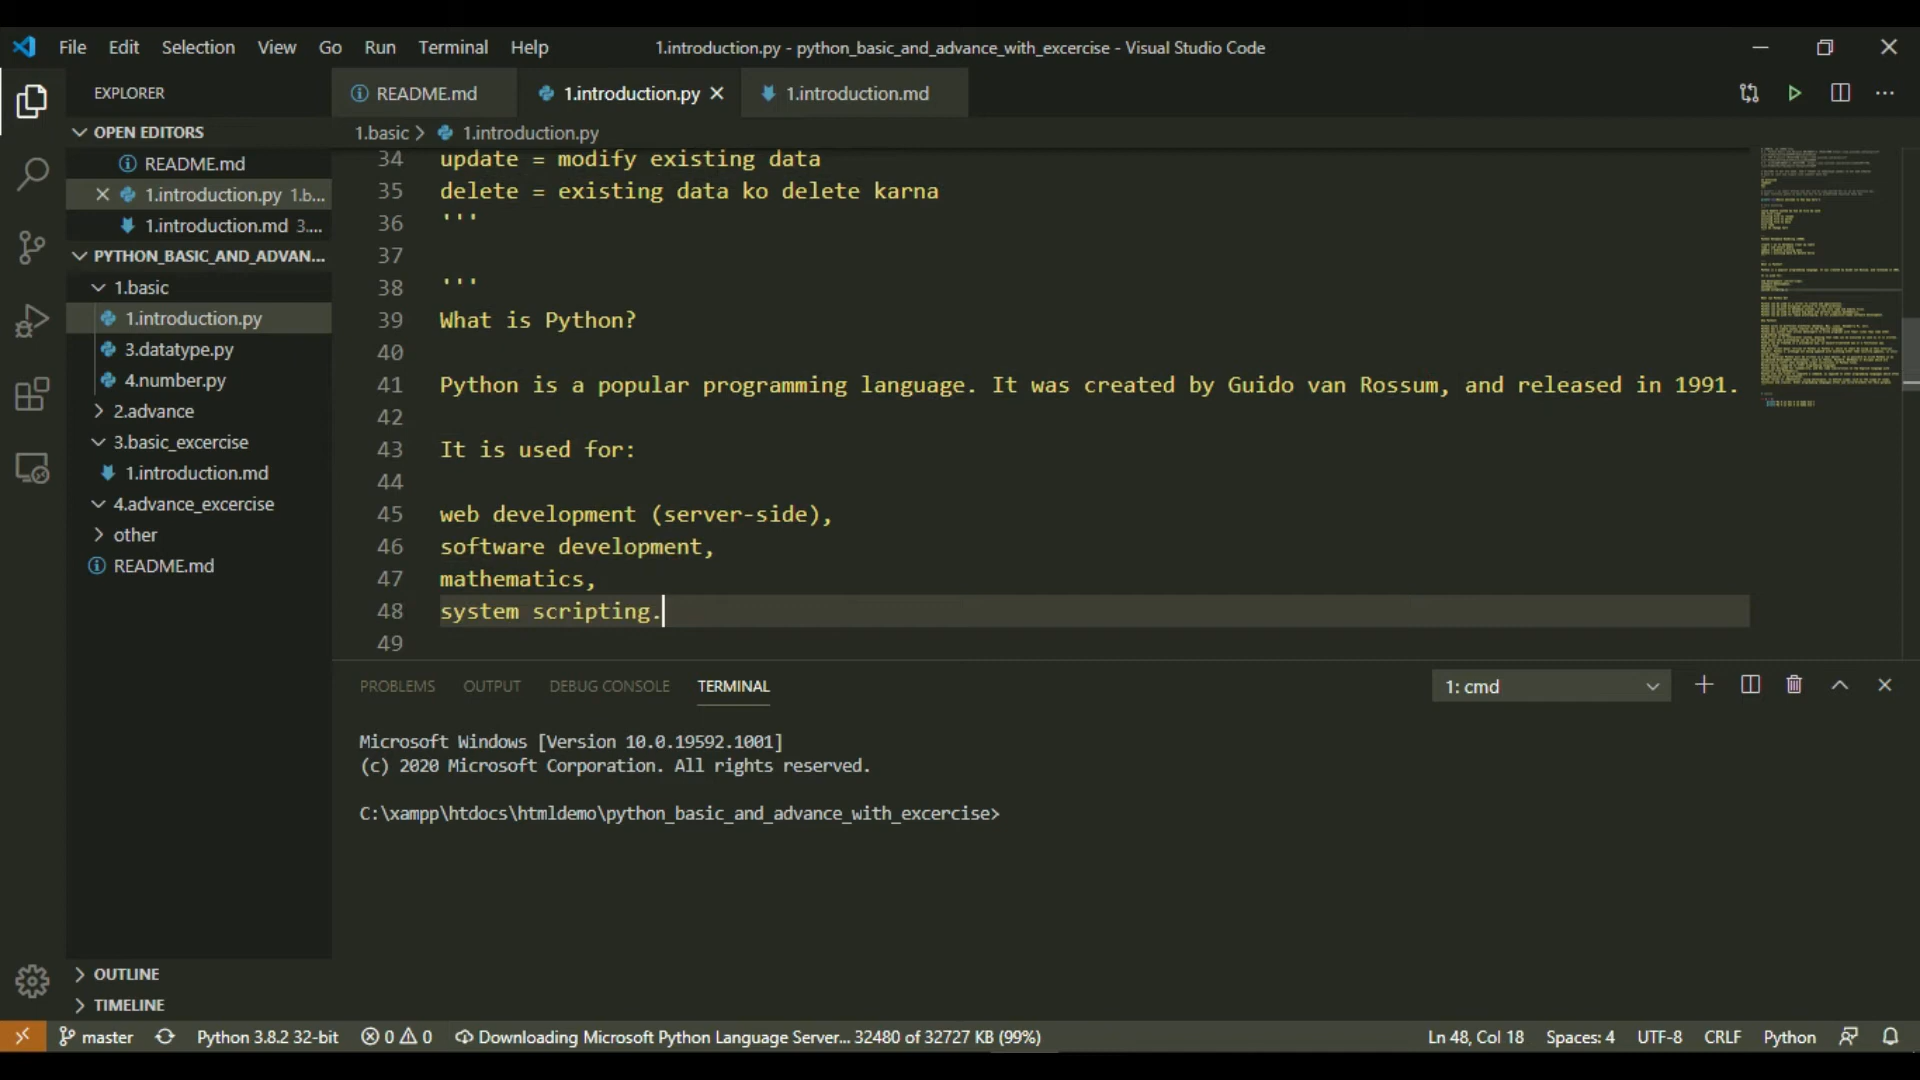 File Edit Selection View Go Run Terminal Help 1.introduction.py - python_basic_and_advance_with_excercise - Visual Studio Code
EXPLORER
OPEN EDITORS
README.md
1.introduction.py 1.b...
1.introduction.md 3....
PYTHON_BASIC_AND_ADVAN...
1.basic
1.introduction.py
3.datatype.py
4.number.py
2.advance
3.basic_excercise
1.introduction.md
4.advance_excercise
other
README.md
OUTLINE
TIMELINE
README.md 1.introduction.py 1.introduction.md
1.basic > 1.introduction.py
34 update = modify existing data
35 delete = existing data ko delete karna
36 '''
37
38 '''
39 What is Python?
40
41 Python is a popular programming language. It was created by Guido van Rossum, and released in 1991.
42
43 It is used for:
44
45 web development (server-side),
46 software development,
47 mathematics,
48 system scripting.
49
PROBLEMS OUTPUT DEBUG CONSOLE TERMINAL 1: cmd
Microsoft Windows [Version 10.0.19592.1001]
(c) 2020 Microsoft Corporation. All rights reserved.
C:\xampp\htdocs\htmldemo\python_basic_and_advance_with_excercise>
master Python 3.8.2 32-bit 0 0 Downloading Microsoft Python Language Server... 32480 of 32727 KB (99%) Ln 48, Col 18 Spaces: 4 UTF-8 CRLF Python